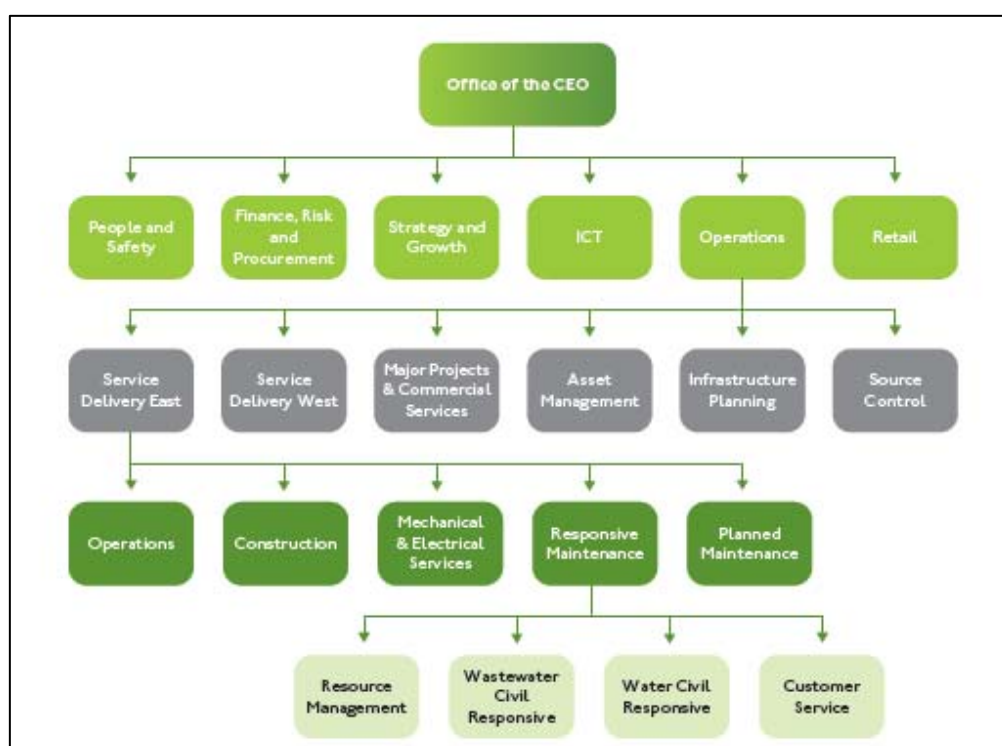 Office of the CEO
People and
Safety
Finance, Risk
and
Procurement
Strategy and
Growth
ICT
Operations
Retail
Service
Delivery East
Service
Delivery West
Major Projects
& Commercial
Services
Asset
Management
Infrastructure
Planning
Source
Control
Operations
Construction
Mechanical
& Electrical
Services
Responsive
Maintenance
Planned
Maintenance
Resource
Management
Wastewater
Civil
Responsive
Water Civil
Responsive
Customer
Service